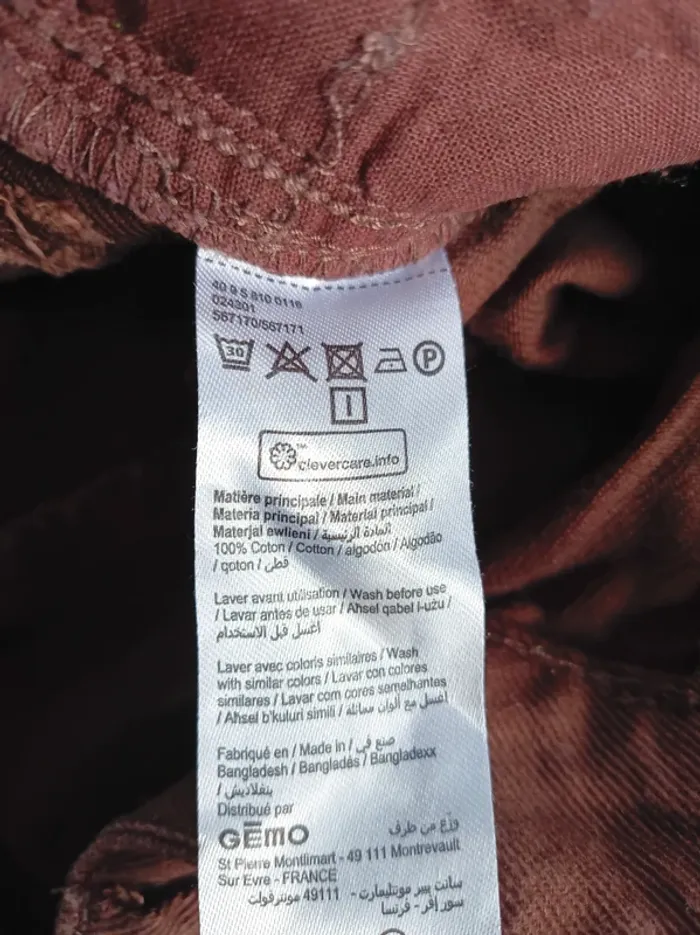 40 9 5 810 0116
024301
567170/567171
30
P
clevercare.info
Matière principale / Main material /
Materia principal / Material principal /
Materjal ewlieni / المادة الرئيسية
100% Coton / Cotton / algodón / Algodão
/ qoton / قطن
Laver avant utilisation / Wash before use
/ Lavar antes de usar / Aħsel qabel l-użu /
اغسل قبل الاستخدام
Laver avec coloris similaires / Wash
with similar colors / Lavar con colores
similares / Lavar com cores semelhantes
/ Aħsel b'kuluri simili / اغسل مع ألوان مماثلة
Fabriqué en / Made in / صنع في
Bangladesh / Bangladés / Bangladexx
/ بنغلاديش
Distribué par
GĒMO وزع من طرف
St Pierre Montlimart - 49 111 Montrevault
Sur Evre - FRANCE
سانت بيير مونتليمارت - 49111 مونترفولت
سور إفر - فرنسا